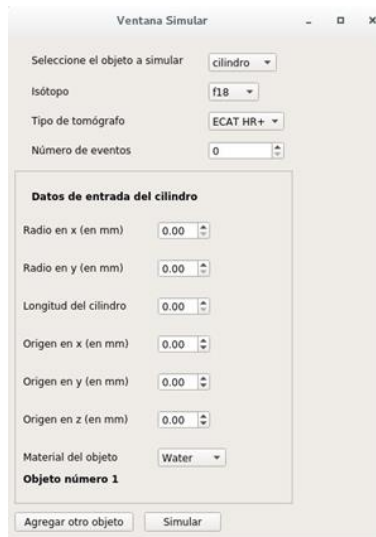 Ventana Simular
Seleccione el objeto a simular cilindro
Isótopo f18
Tipo de tomógrafo ECAT HR+
Número de eventos 0
Datos de entrada del cilindro
Radio en x (en mm) 0.00
Radio en y (en mm) 0.00
Longitud del cilindro 0.00
Origen en x (en mm) 0.00
Origen en y (en mm) 0.00
Origen en z (en mm) 0.00
Material del objeto Water
Objeto número 1
Agregar otro objeto Simular